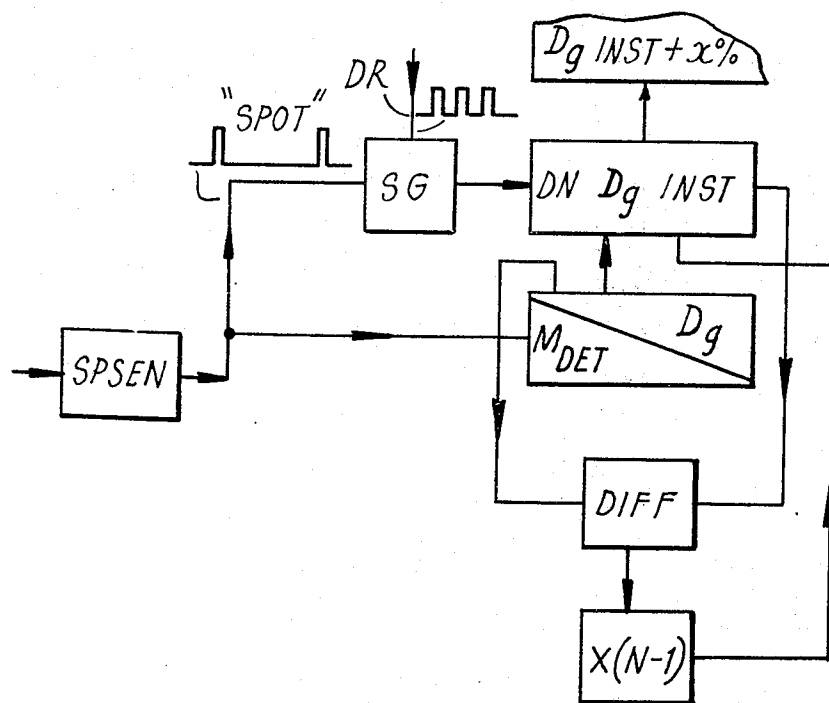 Dg INST+x%
DR
"SPOT"
SG
DN Dg INST
Dg
MDET
SPSEN
DIFF
X(N-1)